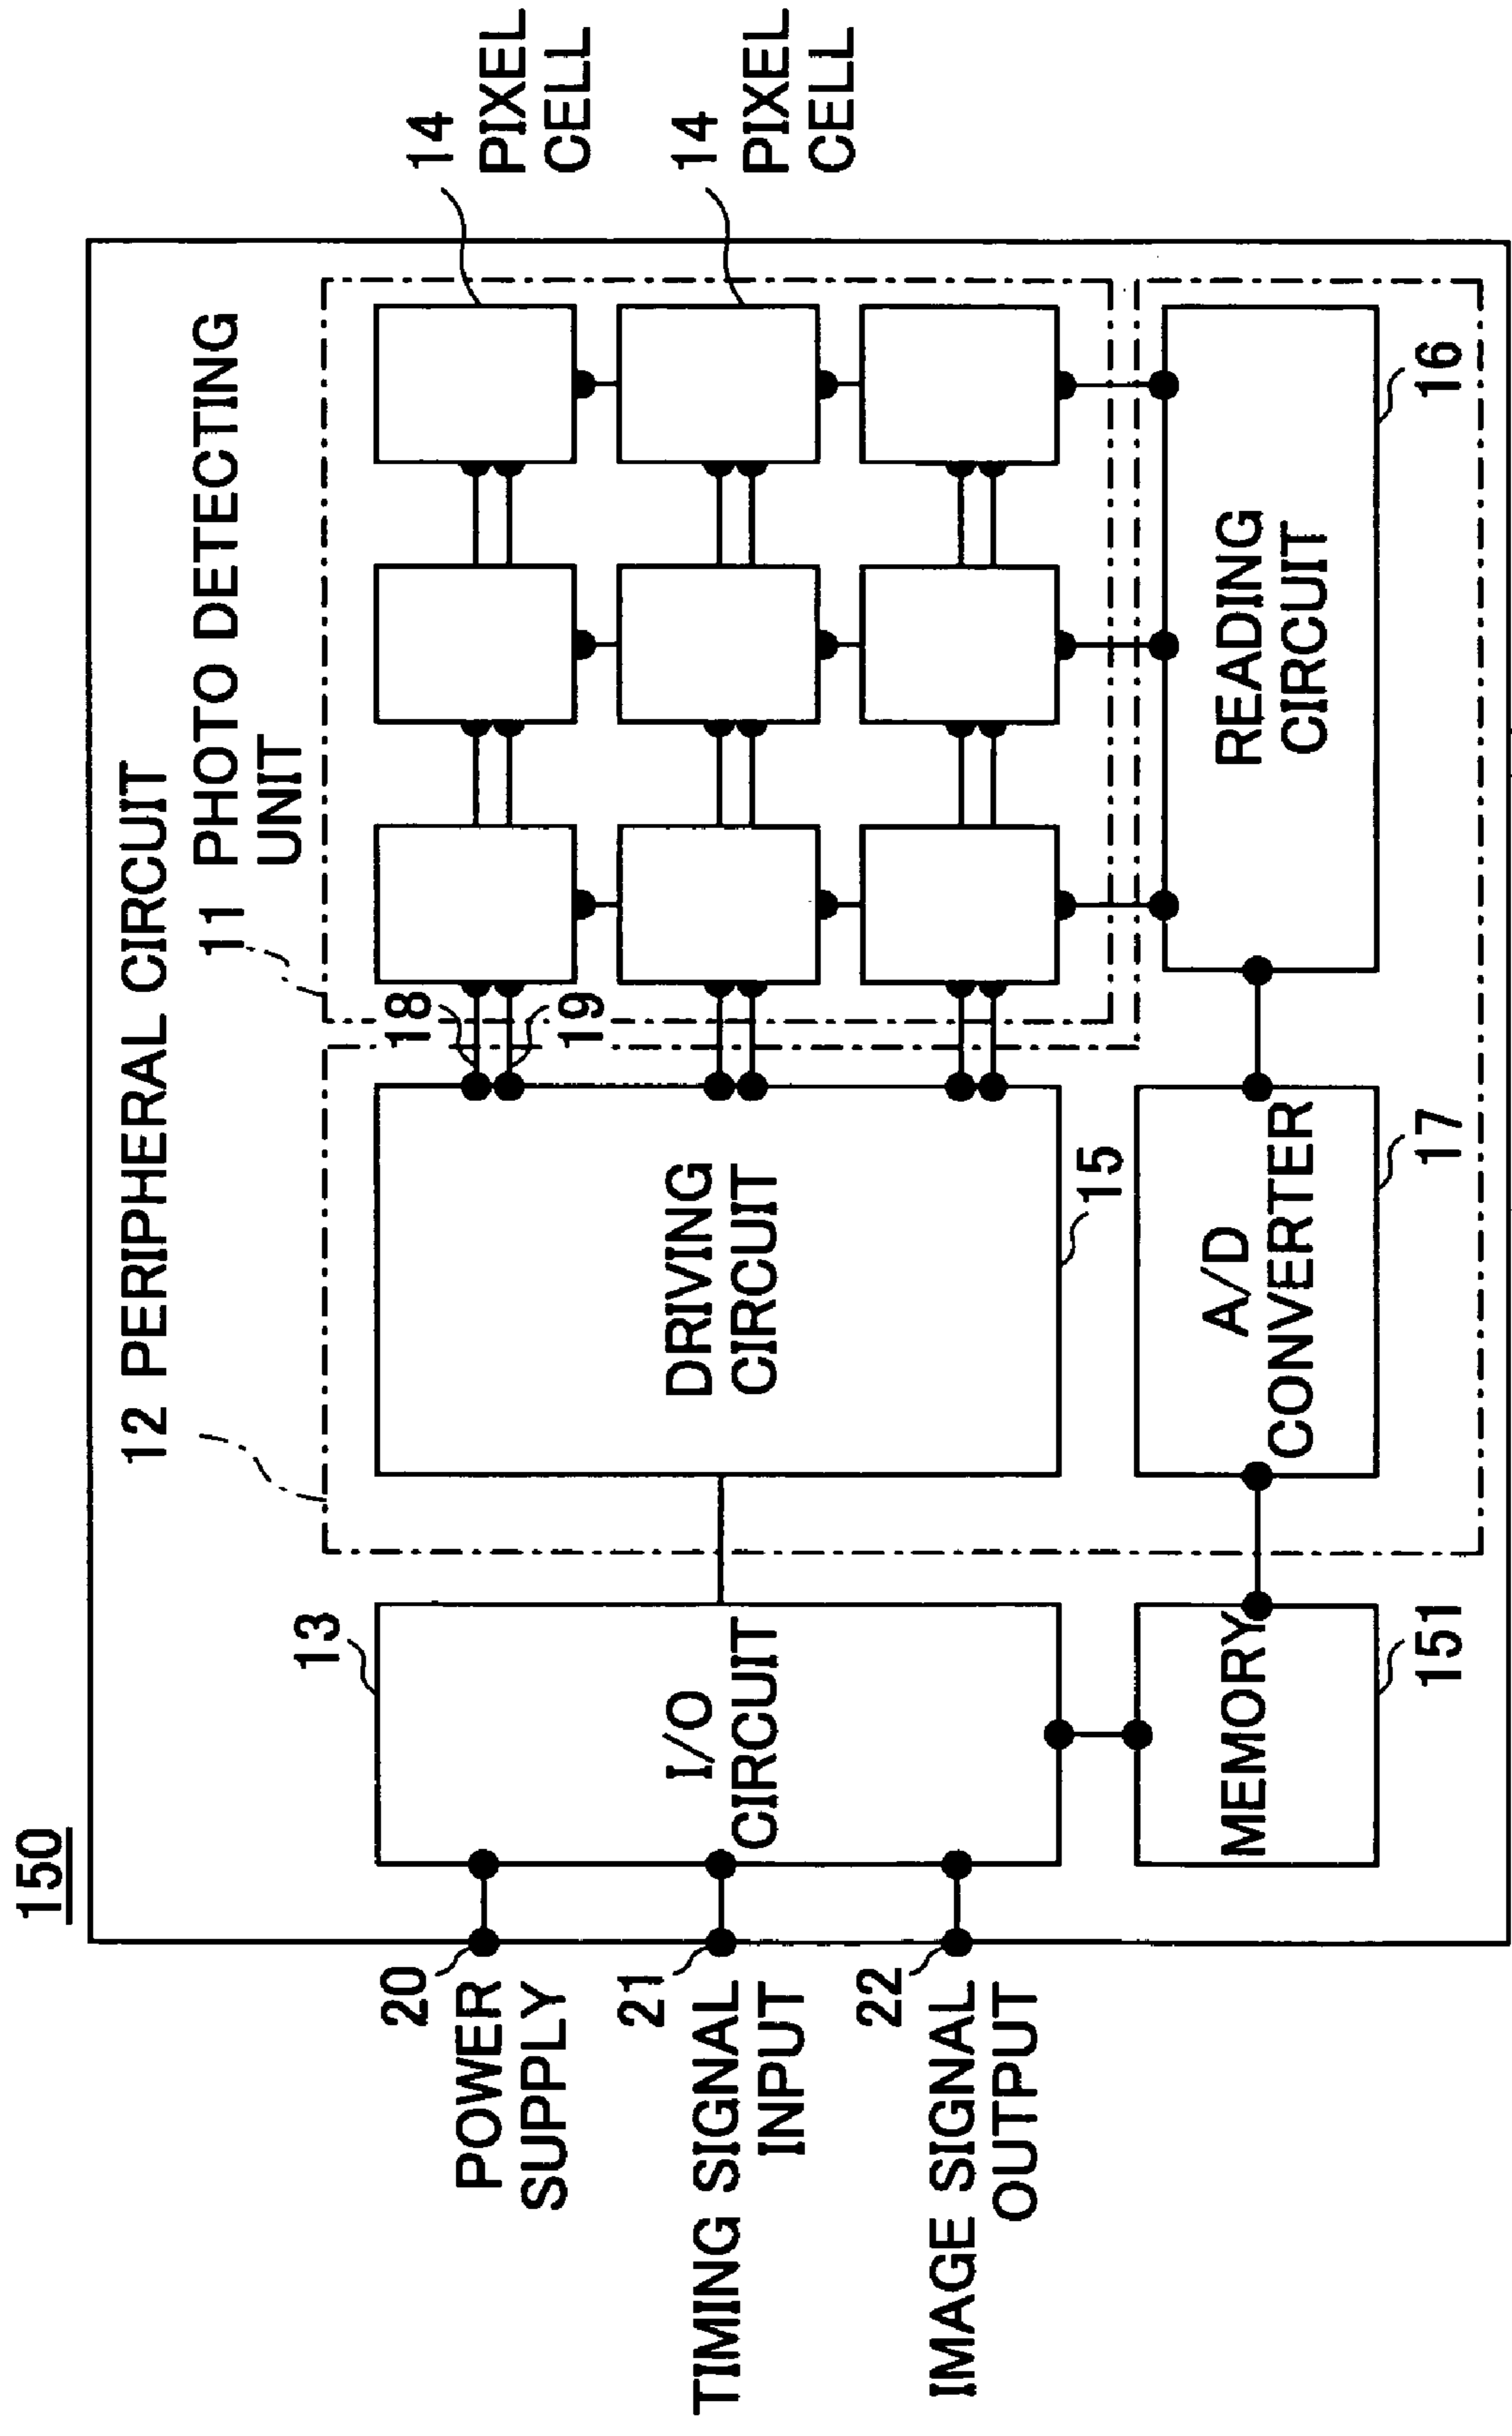 150
12 PERIPHERAL CIRCUIT
11 PHOTO DETECTING
UNIT
13
18
19
14
PIXEL
CELL
14
PIXEL
CELL
20
POWER
SUPPLY
21
TIMING SIGNAL
INPUT
22
IMAGE SIGNAL
OUTPUT
I/O
CIRCUIT
DRIVING
CIRCUIT
15
MEMORY
151
A/D
CONVERTER
17
READING
CIRCUIT
16